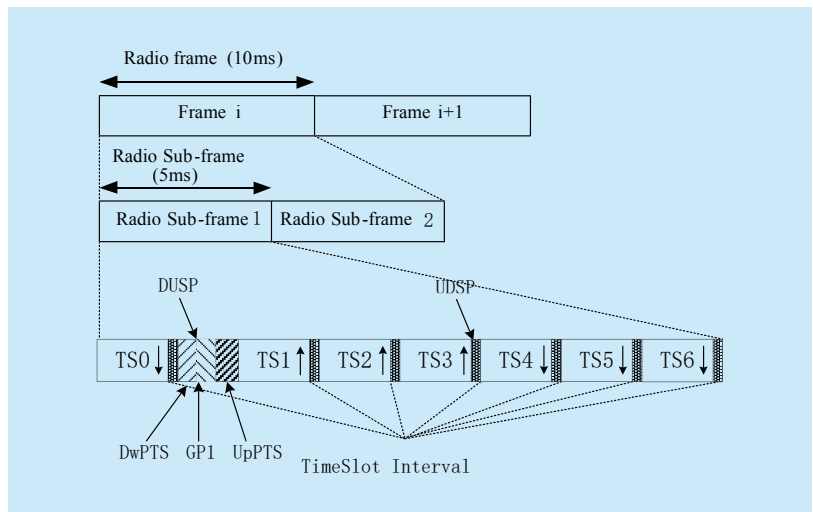 Radio frame (10ms)
Frame i
Frame i+1
Radio Sub-frame
(5ms)
Radio Sub-frame 1
Radio Sub-frame 2
DUSP
UDSP
TS0
TS1
TS2
TS3
TS4
TS5
TS6
DwPTS
GP1
UpPTS
TimeSlot Interval